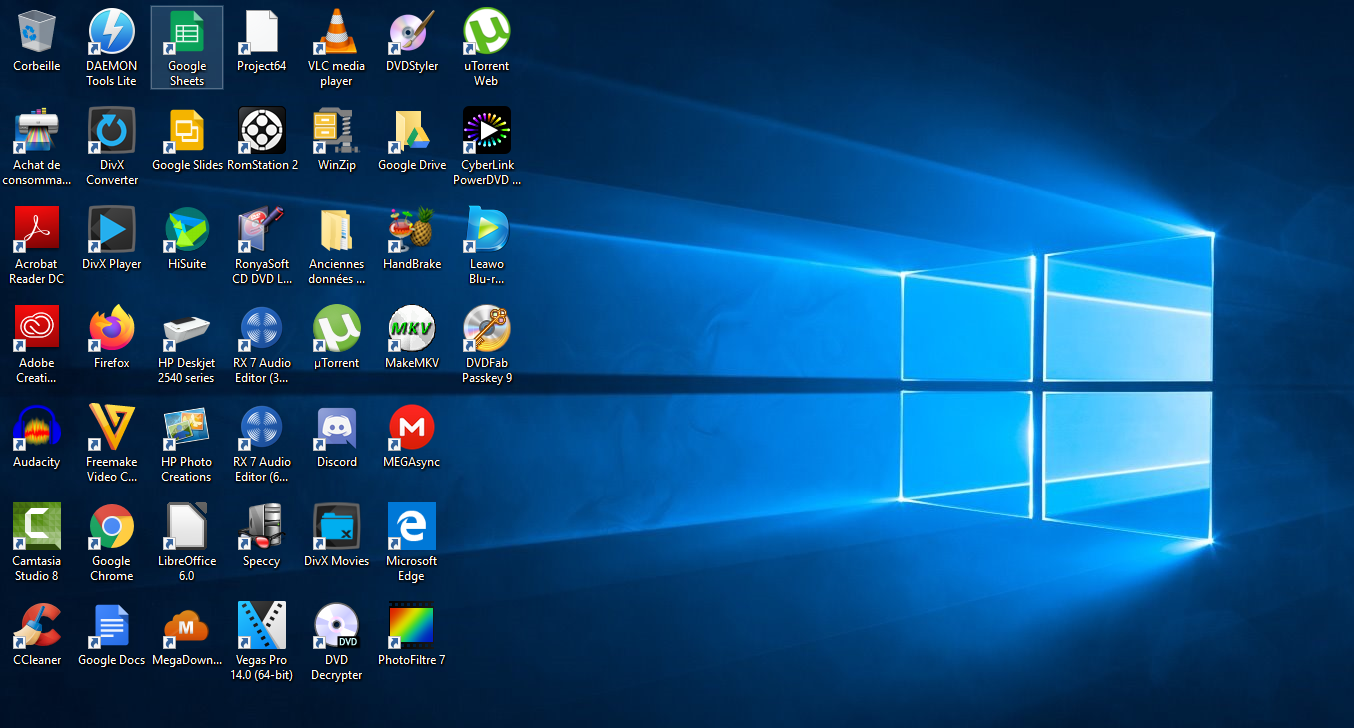 Corbeille
DAEMON
Tools Lite
Google
Sheets
Project64
VLC media
player
DVDStyler
uTorrent
Web
Achat de
consomma...
DivX
Converter
Google Slides
RomStation 2
WinZip
Google Drive
CyberLink
PowerDVD ...
Acrobat
Reader DC
DivX Player
HiSuite
RonyaSoft
CD DVD L...
Anciennes
données ...
HandBrake
Leawo
Blu-r...
Adobe
Creati...
Firefox
HP Deskjet
2540 series
RX 7 Audio
Editor (3...
µTorrent
MKV
MakeMKV
DVDFab
Passkey 9
Audacity
Freemake
Video C...
HP Photo
Creations
RX 7 Audio
Editor (6...
Discord
M
MEGAsync
Camtasia
Studio 8
Google
Chrome
LibreOffice
6.0
Speccy
DivX Movies
Microsoft
Edge
CCleaner
Google Docs
M
MegaDown...
Vegas Pro
14.0 (64-bit)
DVD
DVD
Decrypter
PhotoFiltre 7